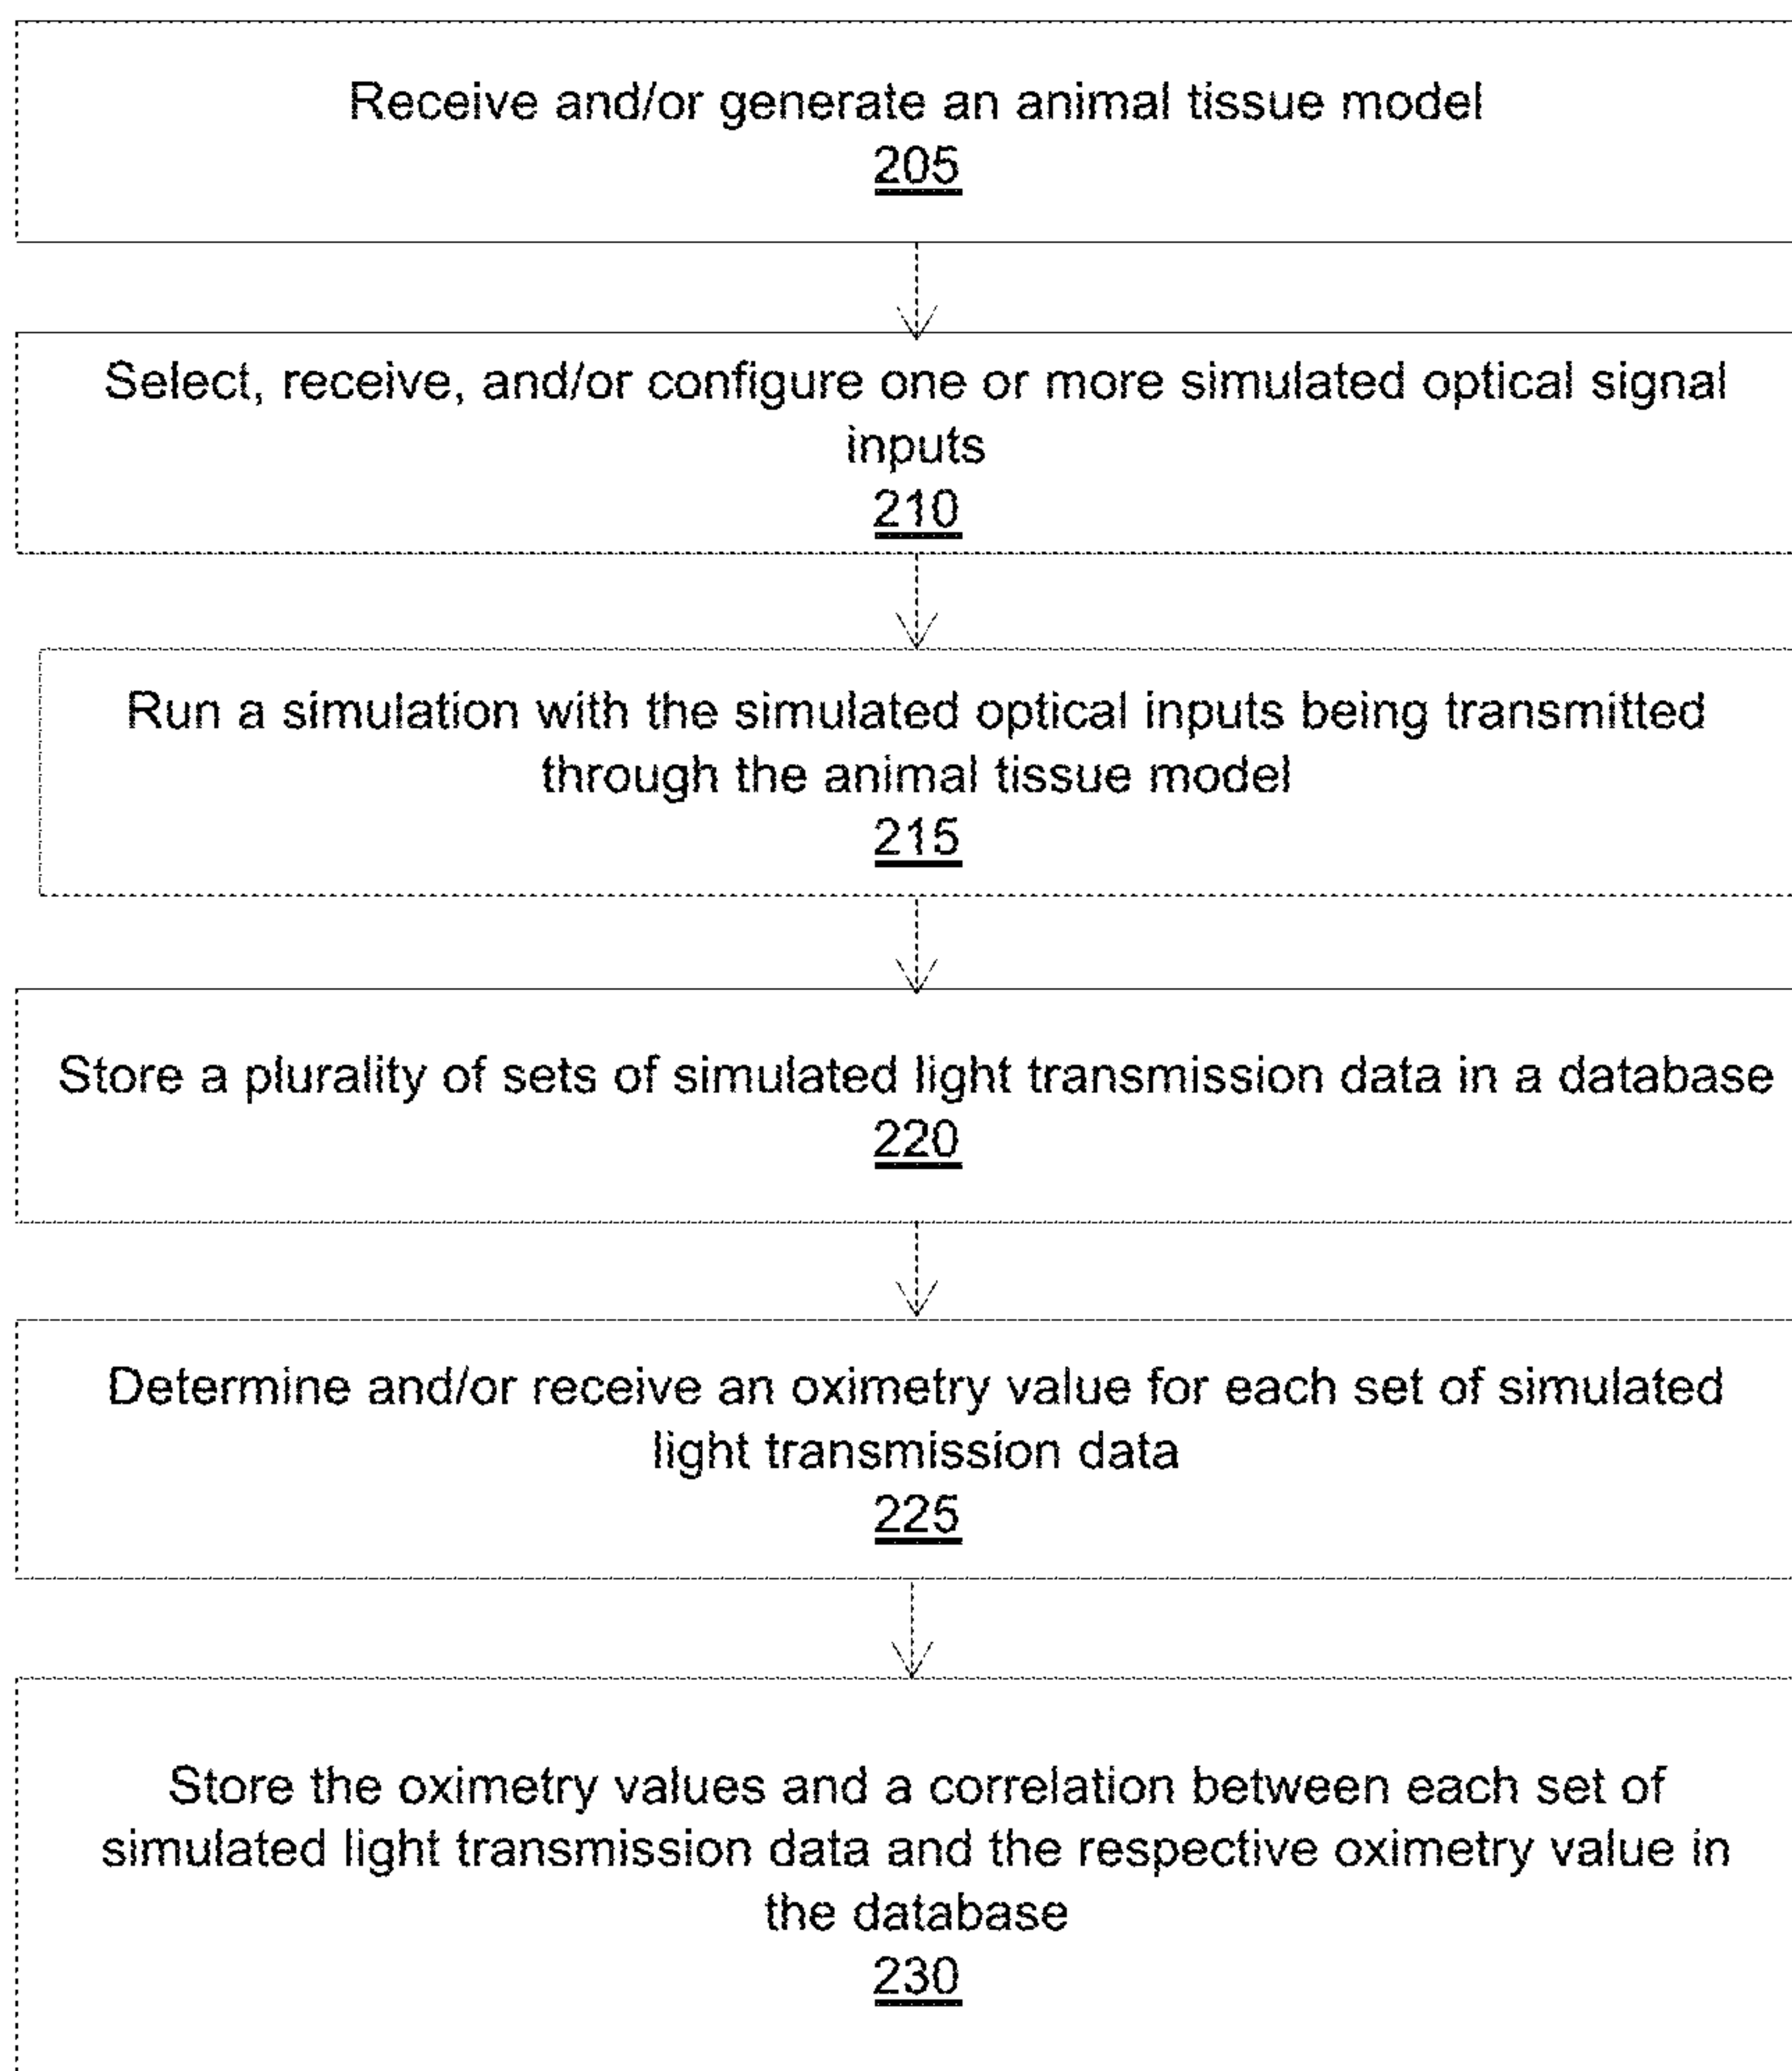 Receive and/or generate an animal tissue model
205
Select, receive, and/or configure one or more simulated optical signal
inputs
210
Run a simulation with the simulated optical inputs being transmitted
through the animal tissue model
215
Store a plurality of sets of simulated light transmission data in a database
220
Determine and/or receive an oximetry value for each set of simulated
light transmission data
225
Store the oximetry values and a correlation between each set of
simulated light transmission data and the respective oximetry value in
the database
230